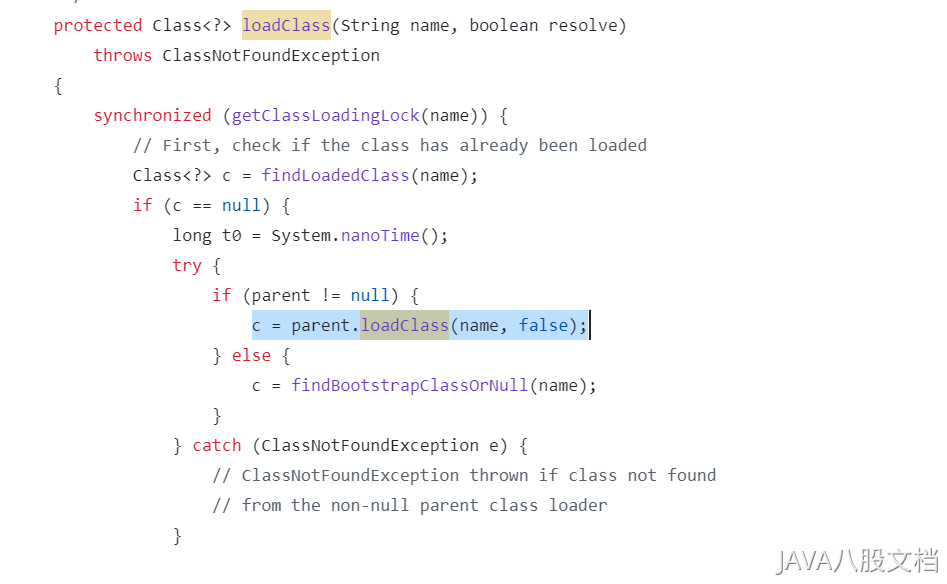 protected Class<?> loadClass(String name, boolean resolve)
    throws ClassNotFoundException
{
    synchronized (getClassLoadingLock(name)) {
        // First, check if the class has already been loaded
        Class<?> c = findLoadedClass(name);
        if (c == null) {
            long t0 = System.nanoTime();
            try {
                if (parent != null) {
                    c = parent.loadClass(name, false);
                } else {
                    c = findBootstrapClassOrNull(name);
                }
            } catch (ClassNotFoundException e) {
                // ClassNotFoundException thrown if class not found
                // from the non-null parent class loader
            }
JAVA八股文档